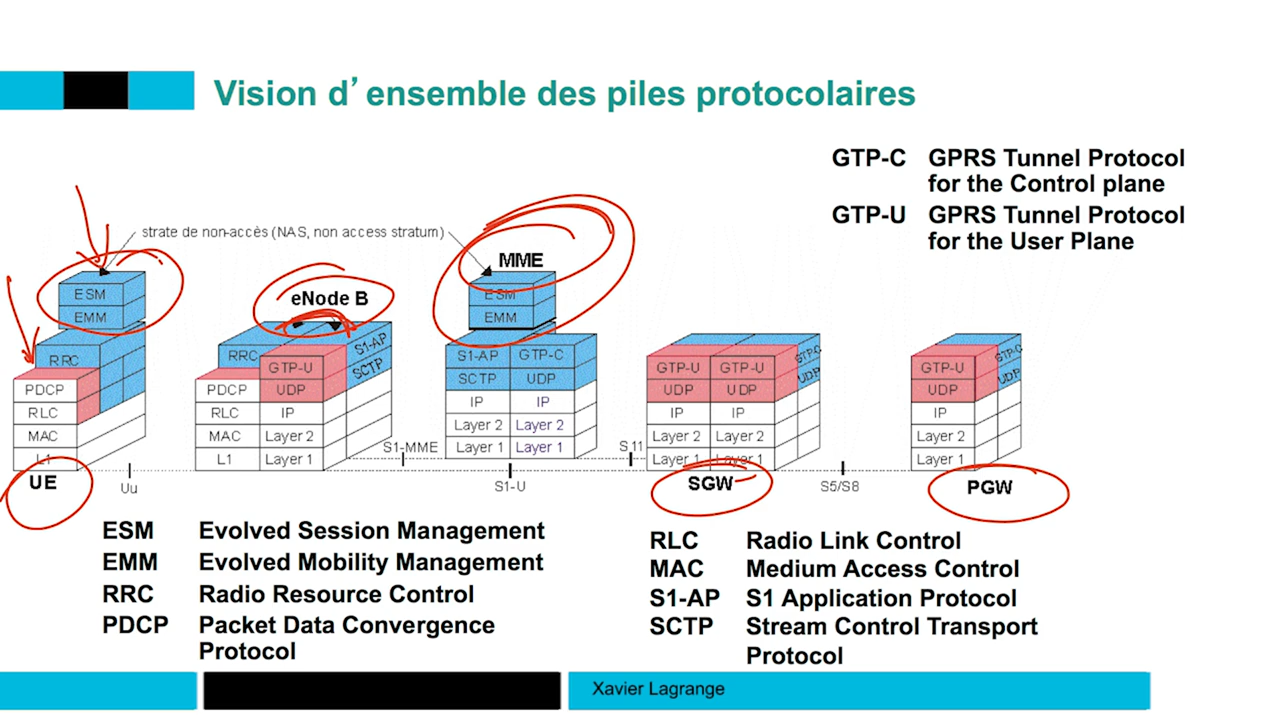 Vision d’ensemble des piles protocolaires
GTP-C GPRS Tunnel Protocol
for the Control plane
GTP-U GPRS Tunnel Protocol
for the User Plane
strate de non-accès (NAS, non access stratum)
ESM
EMM
RRC
PDCP
RLC
MAC
L1
UE
Uu
eNode B
RRC
GTP-U
S1-AP
PDCP
UDP
SCTP
RLC
IP
MAC
Layer 2
L1
Layer 1
S1-MME
MME
ESM
EMM
S1-AP GTP-C
SCTP UDP
IP IP
Layer 2 Layer 2
Layer 1 Layer 1
S1-U
S11
GTP-U GTP-U GTP-C
UDP UDP UDP
IP IP
Layer 2 Layer 2
Layer 1 Layer 1
SGW
S5/S8
GTP-U GTP-C
UDP UDP
IP
Layer 2
Layer 1
PGW
ESM Evolved Session Management
EMM Evolved Mobility Management
RRC Radio Resource Control
PDCP Packet Data Convergence
Protocol
RLC Radio Link Control
MAC Medium Access Control
S1-AP S1 Application Protocol
SCTP Stream Control Transport
Protocol
Xavier Lagrange